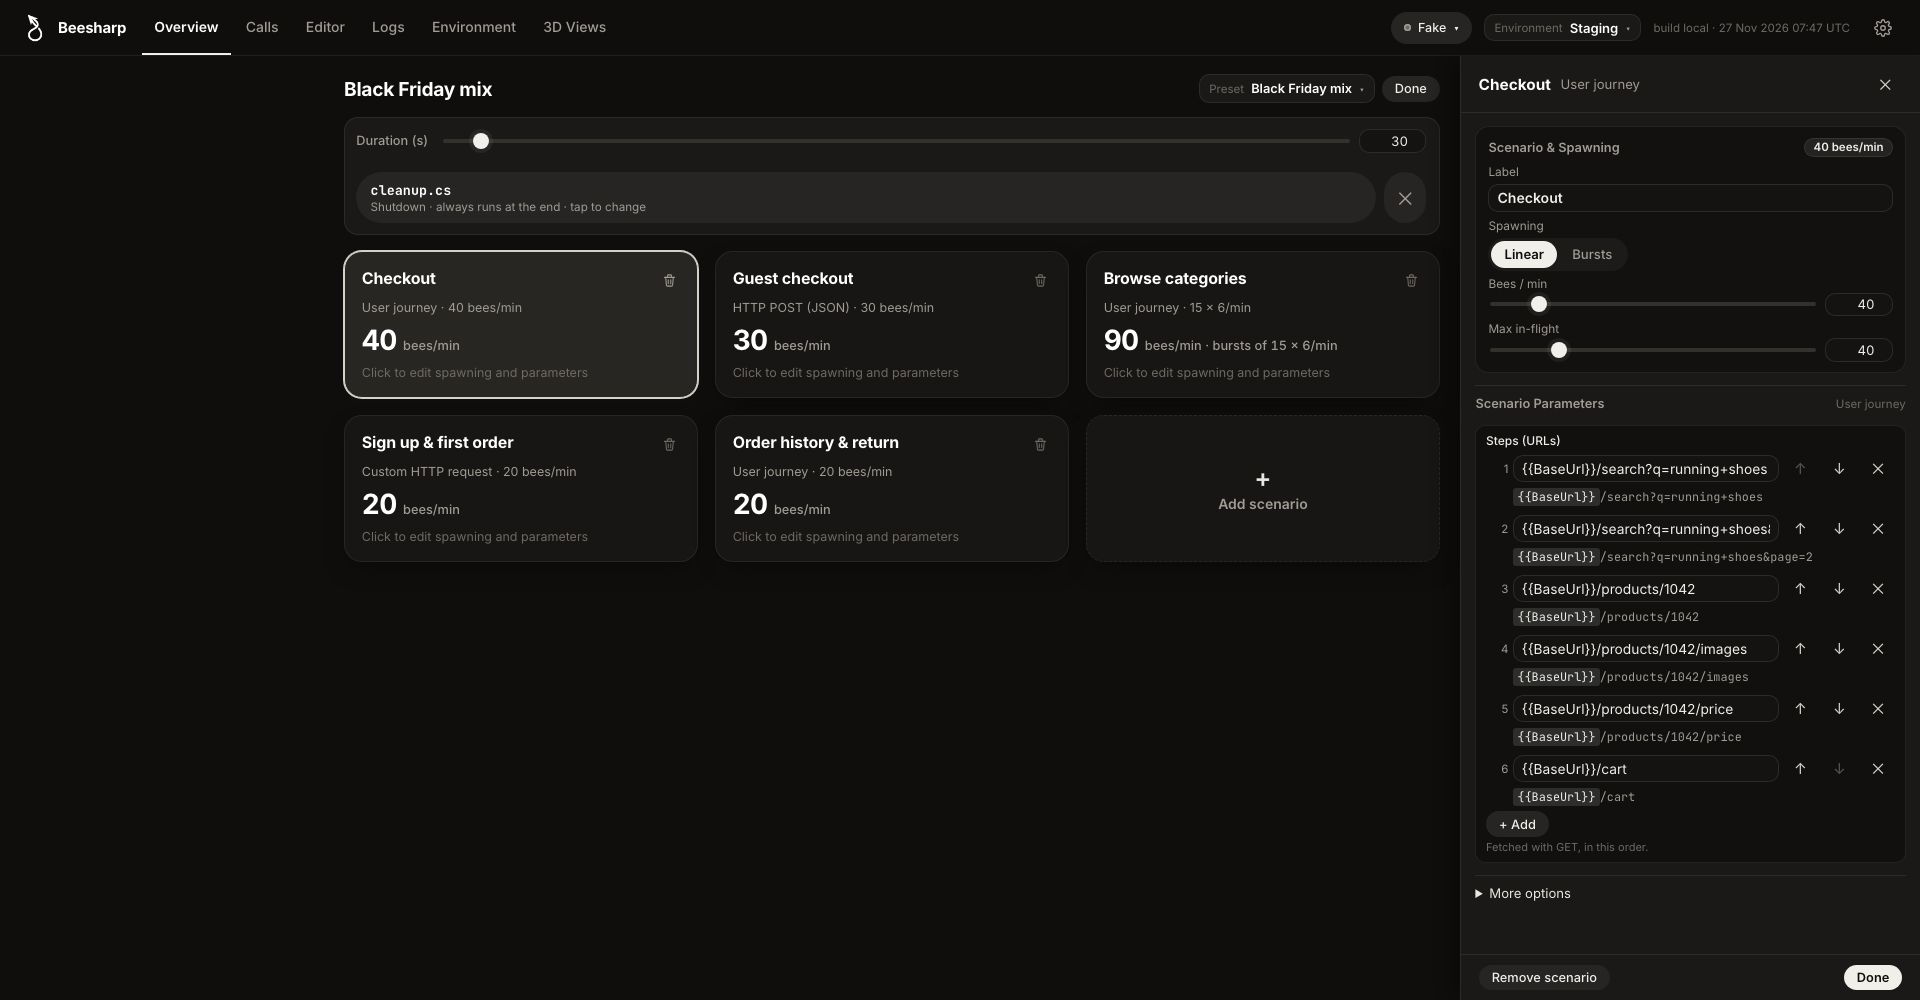 Beesharp Overview Calls Editor Logs Environment 3D Views Fake Environment Staging build local · 27 Nov 2026 07:47 UTC
Black Friday mix Preset Black Friday mix Done
Duration (s) 30
cleanup.cs
Shutdown · always runs at the end · tap to change
Checkout
User journey · 40 bees/min
40 bees/min
Click to edit spawning and parameters
Guest checkout
HTTP POST (JSON) · 30 bees/min
30 bees/min
Click to edit spawning and parameters
Browse categories
User journey · 15 × 6/min
90 bees/min · bursts of 15 × 6/min
Click to edit spawning and parameters
Sign up & first order
Custom HTTP request · 20 bees/min
20 bees/min
Click to edit spawning and parameters
Order history & return
User journey · 20 bees/min
20 bees/min
Click to edit spawning and parameters
+
Add scenario
Checkout User journey
Scenario & Spawning 40 bees/min
Label
Checkout
Spawning
Linear Bursts
Bees / min
40
Max in-flight
40
Scenario Parameters User journey
Steps (URLs)
1 {{BaseUrl}}/search?q=running+shoes
{{BaseUrl}}/search?q=running+shoes
2 {{BaseUrl}}/search?q=running+shoes&
{{BaseUrl}}/search?q=running+shoes&page=2
3 {{BaseUrl}}/products/1042
{{BaseUrl}}/products/1042
4 {{BaseUrl}}/products/1042/images
{{BaseUrl}}/products/1042/images
5 {{BaseUrl}}/products/1042/price
{{BaseUrl}}/products/1042/price
6 {{BaseUrl}}/cart
{{BaseUrl}}/cart
+ Add
Fetched with GET, in this order.
More options
Remove scenario Done